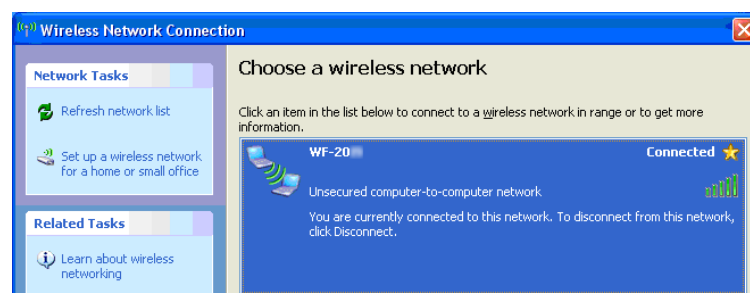 Wireless Network Connection
Network Tasks
Refresh network list
Set up a wireless network
for a home or small office
Related Tasks
Learn about wireless
networking
Choose a wireless network
Click an item in the list below to connect to a wireless network in range or to get more
information.
WF-20
Connected
Unsecured computer-to-computer network
You are currently connected to this network. To disconnect from this network,
click Disconnect.